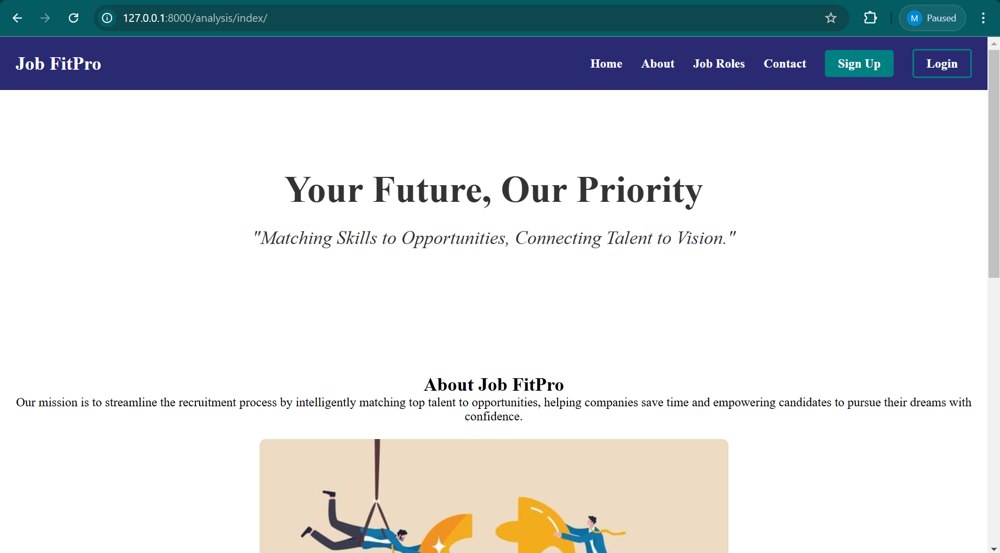 127.0.0.1:8000/analysis/index/
M Paused
Job FitPro
Home About Job Roles Contact Sign Up Login
Your Future, Our Priority
"Matching Skills to Opportunities, Connecting Talent to Vision."
About Job FitPro
Our mission is to streamline the recruitment process by intelligently matching top talent to opportunities, helping companies save time and empowering candidates to pursue their dreams with
confidence.